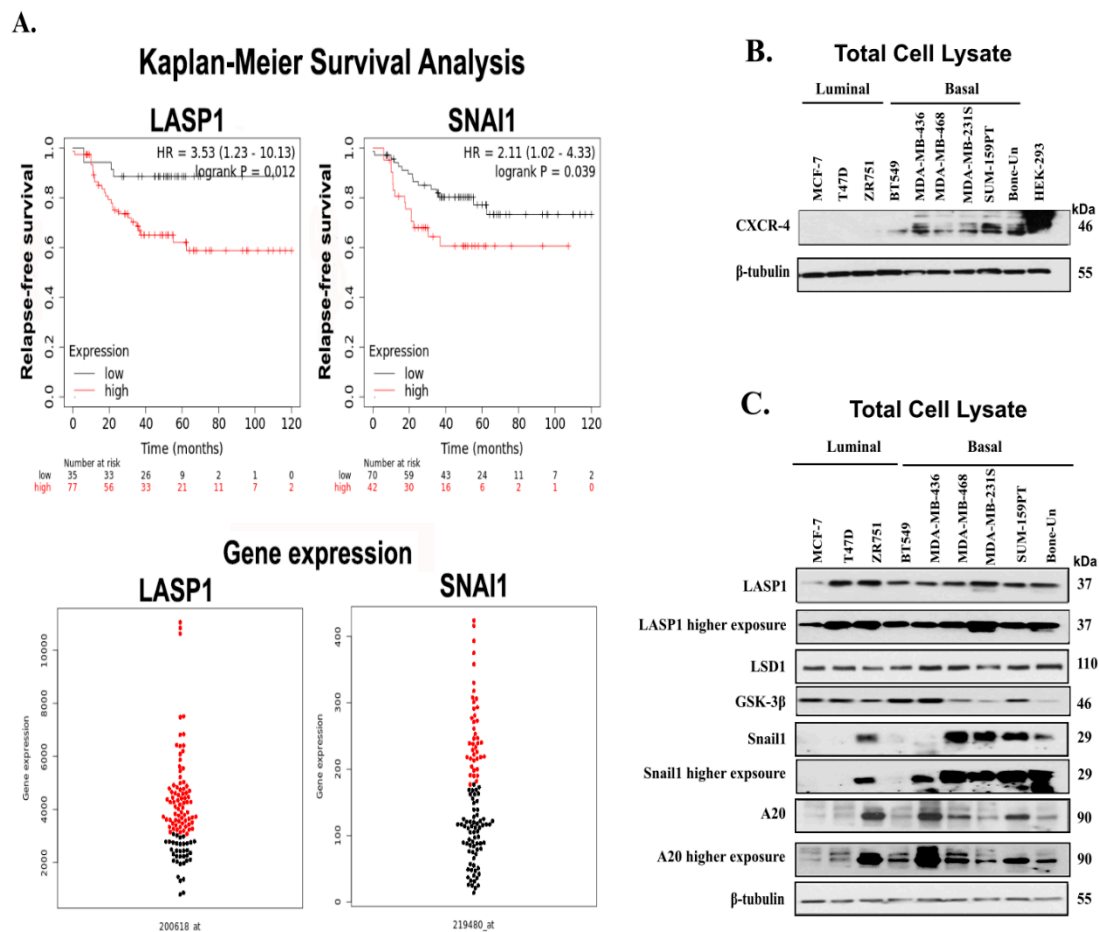 A.
Kaplan-Meier Survival Analysis
LASP1
HR = 3.53 (1.23 - 10.13)
logrank P = 0.012
Relapse-free survival
1.0
0.8
0.6
0.4
0.2
0.0
Expression
low
high
0 20 40 60 80 100 120
Time (months)
Number at risk
low 35 33 26 9 2 1 0
high 77 56 33 21 11 7 2
SNAI1
HR = 2.11 (1.02 - 4.33)
logrank P = 0.039
Relapse-free survival
1.0
0.8
0.6
0.4
0.2
0.0
Expression
low
high
0 20 40 60 80 100 120
Time (months)
Number at risk
low 70 59 43 24 11 7 2
high 42 30 16 6 2 1 0
Gene expression
LASP1
Gene expression
10000
8000
6000
4000
2000
200618_at
SNAI1
Gene expression
400
300
200
100
0
219480_at
B.
Total Cell Lysate
Luminal Basal
MCF-7
T47D
ZR751
BT549
MDA-MB-436
MDA-MB-468
MDA-MB-231S
SUM-159PT
Bone-Un
HEK-293
kDa
CXCR-4 46
β-tubulin 55
C.
Total Cell Lysate
Luminal Basal
MCF-7
T47D
ZR751
BT549
MDA-MB-436
MDA-MB-468
MDA-MB-231S
SUM-159PT
Bone-Un
kDa
LASP1 37
LASP1 higher exposure 37
LSD1 110
GSK-3β 46
Snail1 29
Snail1 higher expsoure 29
A20 90
A20 higher exposure 90
β-tubulin 55